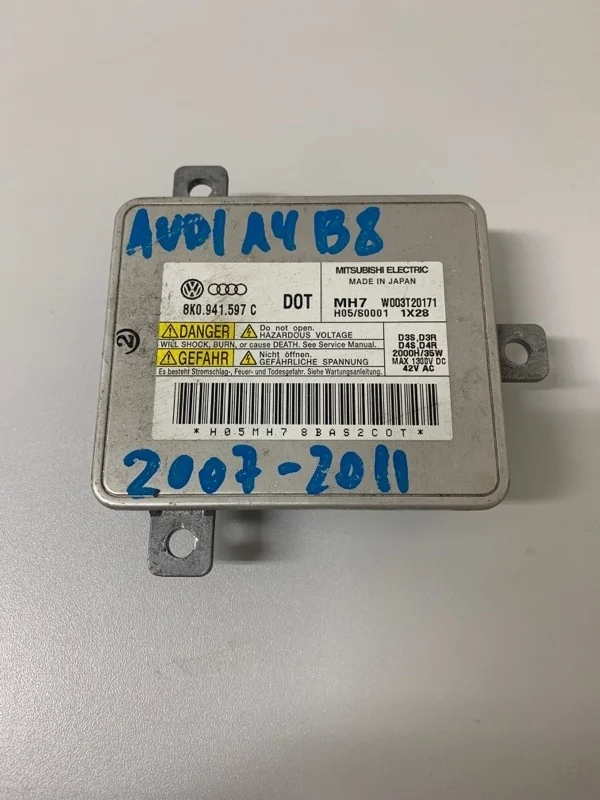 AUDI A4 B8
8K0.941.597 C
DOT
MITSUBISHI ELECTRIC
MADE IN JAPAN
MH7 W003T20171
H05/S0001 1X28
DANGER
Do not open.
HAZARDOUS VOLTAGE
WILL SHOCK, BURN, or cause DEATH. See Service Manual.
GEFAHR
Nicht öffnen.
GEFÄHRLICHE SPANNUNG
Es besteht Stromschlag-, Feuer- und Todesgefahr. Siehe Wartungsanleitung.
D3S,D3R
D4S,D4R
2000H/35W
MAX 1300V DC
42V AC
2
*H05MH78BAS2C0T*
2007-2011